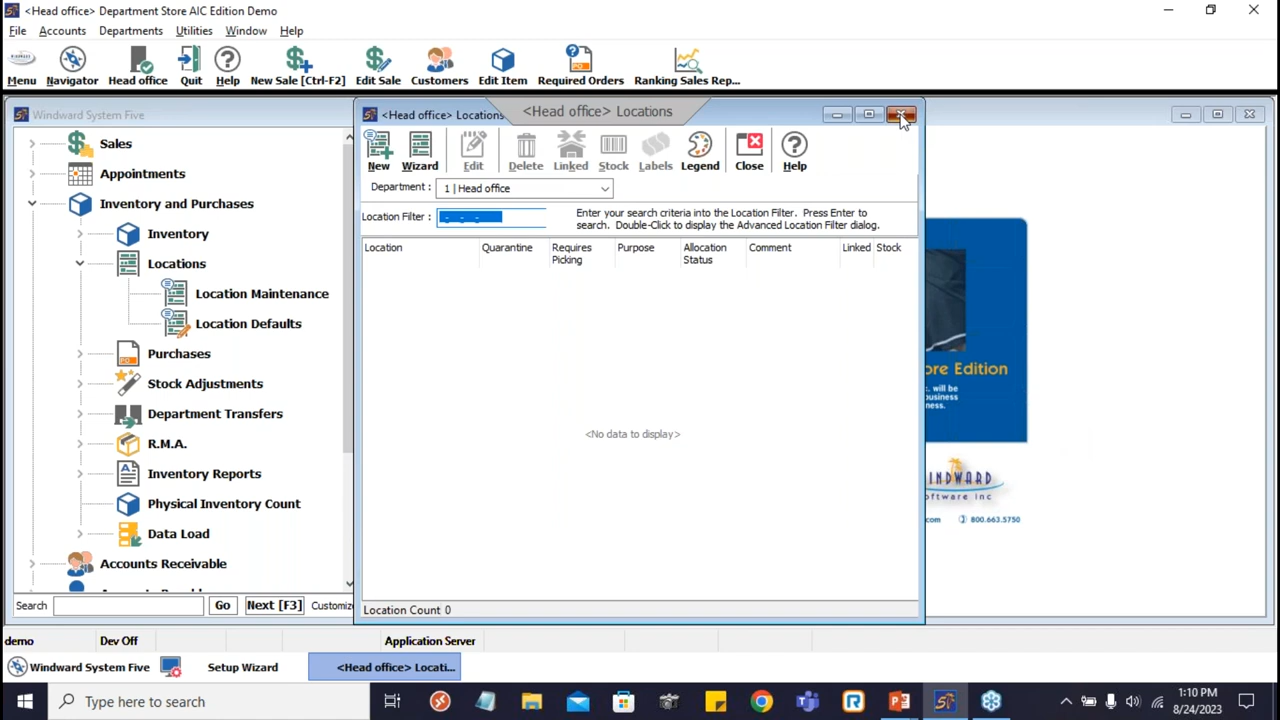 <Head office> Department Store AIC Edition Demo
File Accounts Departments Utilities Window Help
Menu Navigator Head office Quit Help New Sale [Ctrl-F2] Edit Sale Customers Edit Item Required Orders Ranking Sales Rep...
Windward System Five
Sales
Appointments
Inventory and Purchases
Inventory
Locations
Location Maintenance
Location Defaults
Purchases
Stock Adjustments
Department Transfers
R.M.A.
Inventory Reports
Physical Inventory Count
Data Load
Accounts Receivable
Search Go Next [F3] Customiz
<Head office> Locations
<Head office> Locations
New Wizard Edit Delete Linked Stock Labels Legend Close Help
Department : 1 | Head office
Location Filter : - - - Enter your search criteria into the Location Filter. Press Enter to
search. Double-Click to display the Advanced Location Filter dialog.
Location Quarantine Requires Picking Purpose Allocation Status Comment Linked Stock
<No data to display>
Location Count 0
ore Edition
c. will be
business
ness.
INDWARD
oftware inc
com 800.663.5750
demo Dev Off Application Server
Windward System Five Setup Wizard <Head office> Locati...
Type here to search
1:10 PM
8/24/2023